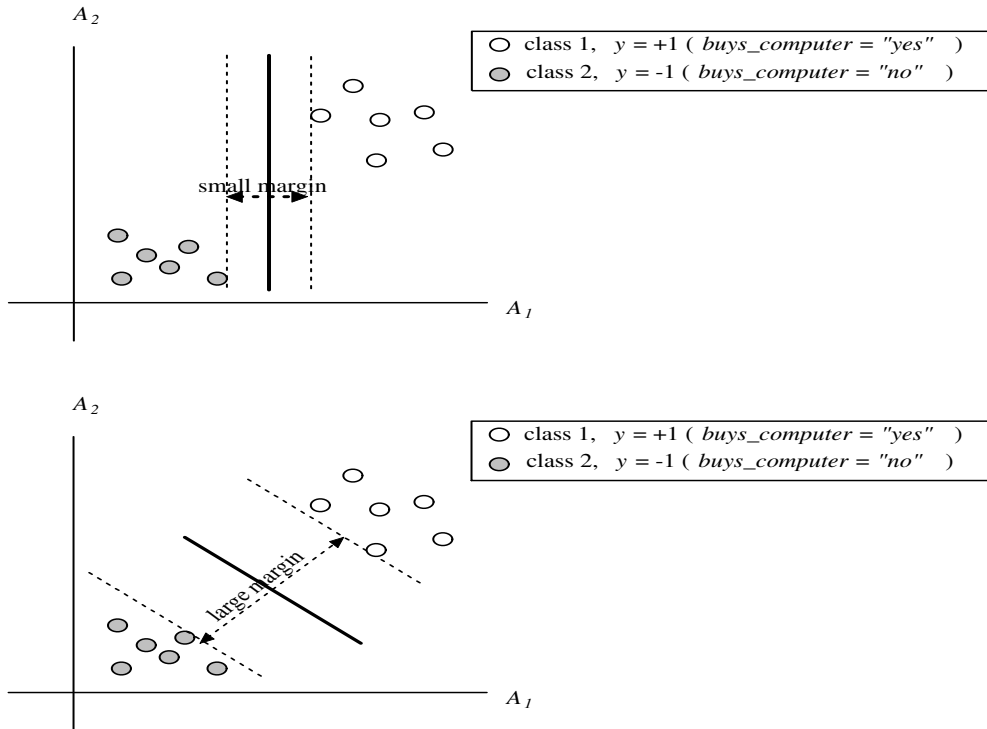 A2
class 1, y = +1 ( buys_computer = "yes" )
class 2, y = -1 ( buys_computer = "no" )
small margin
A1
A2
class 1, y = +1 ( buys_computer = "yes" )
class 2, y = -1 ( buys_computer = "no" )
large margin
A1